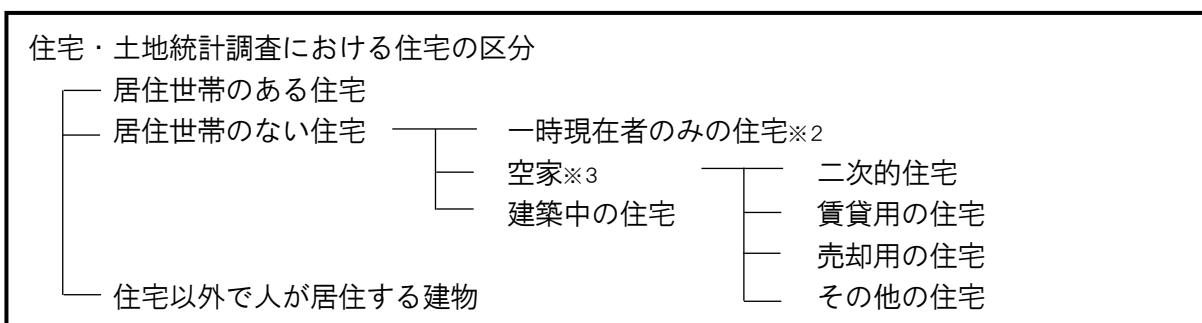 住宅・土地統計調査における住宅の区分
居住世帯のある住宅
居住世帯のない住宅 一時現在者のみの住宅※2
空家※3 二次的住宅
建築中の住宅 賃貸用の住宅
売却用の住宅
住宅以外で人が居住する建物 その他の住宅